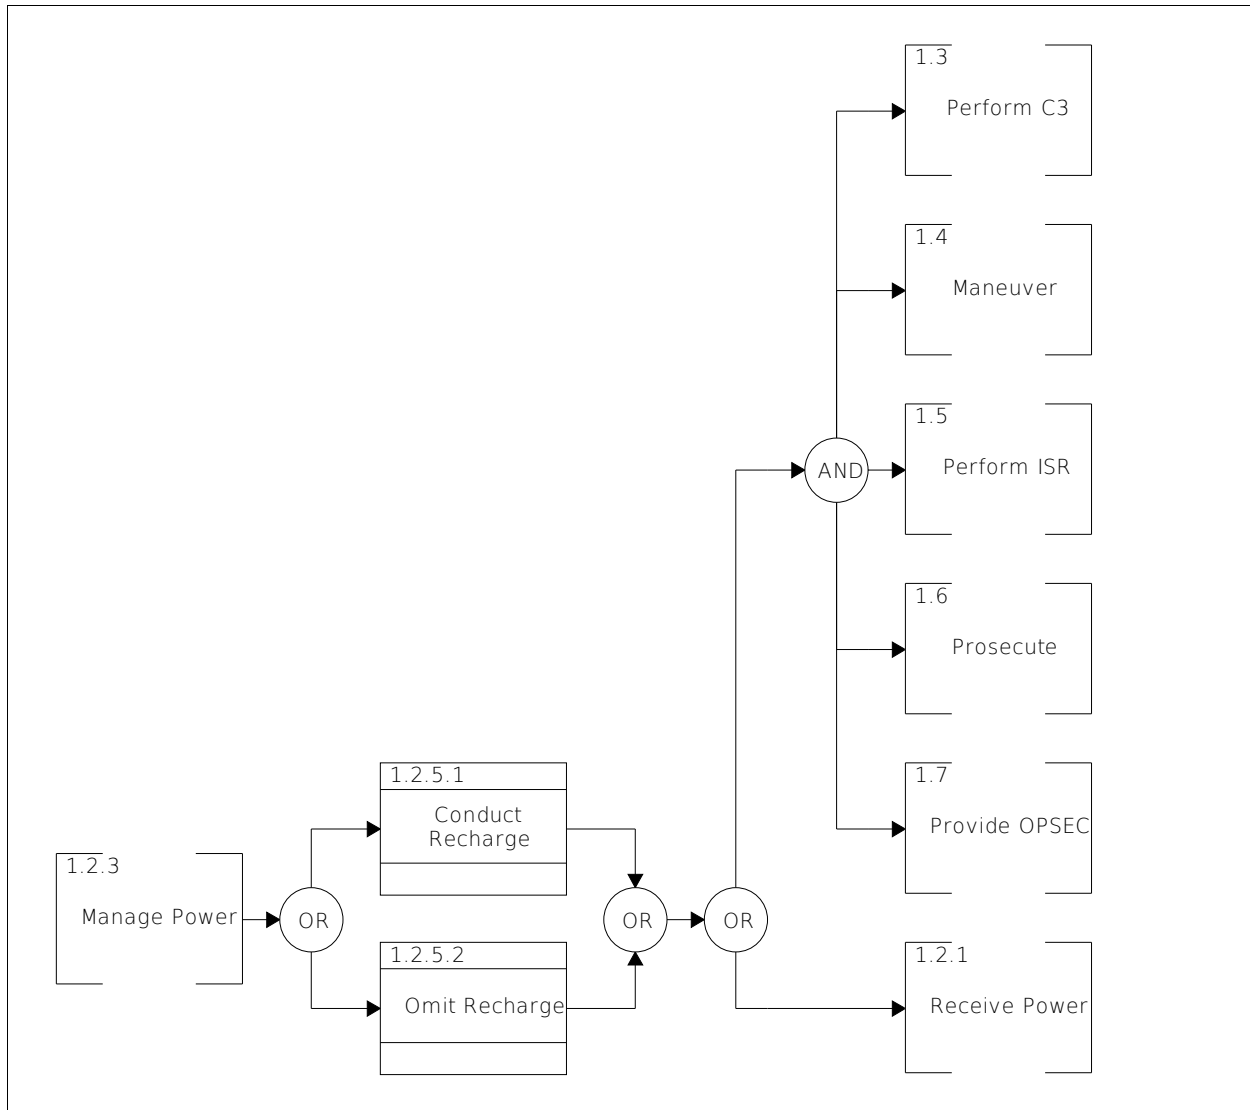 1.3
Perform C3
1.4
Maneuver
1.5
AND
Perform ISR
1.6
Prosecute
1.2.5.1
Conduct
Recharge
1.7
Provide OPSEC
1.2.3
Manage Power
OR
OR
OR
1.2.5.2
Omit Recharge
1.2.1
Receive Power